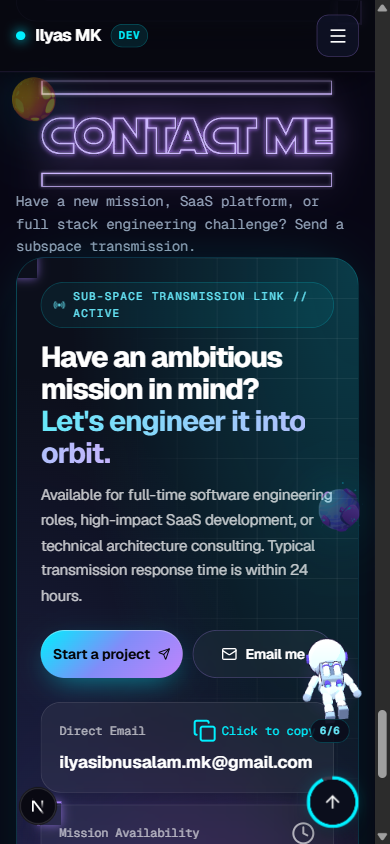 Ilyas MK DEV
CONTACT ME
Have a new mission, SaaS platform, or
full stack engineering challenge? Send a
subspace transmission.
SUB-SPACE TRANSMISSION LINK //
ACTIVE
Have an ambitious
mission in mind?
Let's engineer it into
orbit.
Available for full-time software engineering
roles, high-impact SaaS development, or
technical architecture consulting. Typical
transmission response time is within 24
hours.
Start a project
Email me
Direct Email
Click to copy
6/6
ilyasibnusalam.mk@gmail.com
N
Mission Availability